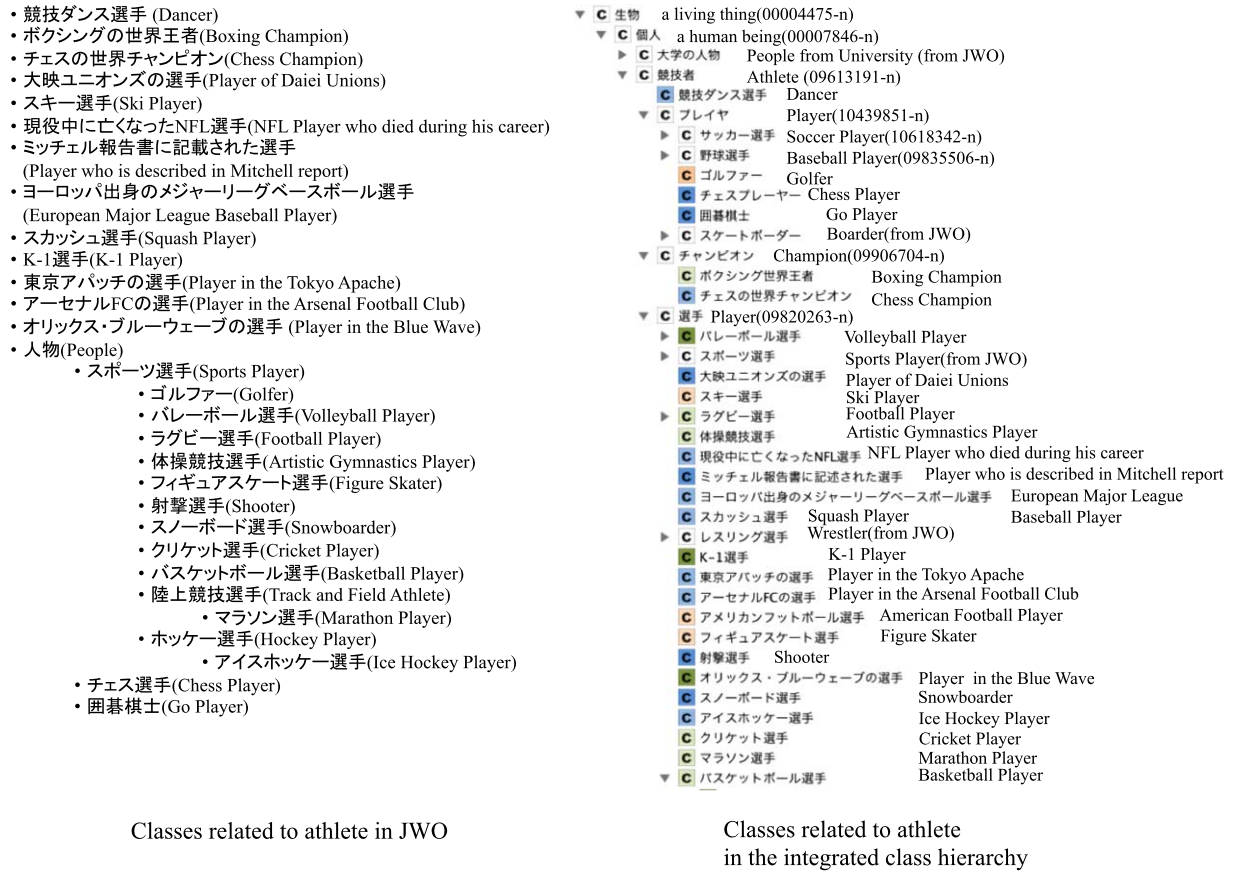 • 競技ダンス選手 (Dancer)
• ボクシングの世界王者(Boxing Champion)
• チェスの世界チャンピオン(Chess Champion)
• 大映ユニオンズの選手(Player of Daiei Unions)
• スキー選手(Ski Player)
• 現役中に亡くなったNFL選手(NFL Player who died during his career)
• ミッチェル報告書に記載された選手
(Player who is described in Mitchell report)
• ヨーロッパ出身のメジャーリーグベースボール選手
(European Major League Baseball Player)
• スカッシュ選手(Squash Player)
• K-1選手(K-1 Player)
• 東京アパッチの選手(Player in the Tokyo Apache)
• アーセナルFCの選手(Player in the Arsenal Football Club)
• オリックス・ブルーウェーブの選手 (Player in the Blue Wave)
• 人物(People)
• スポーツ選手(Sports Player)
• ゴルファー(Golfer)
• バレーボール選手(Volleyball Player)
• ラグビー選手(Football Player)
• 体操競技選手(Artistic Gymnastics Player)
• フィギュアスケート選手(Figure Skater)
• 射撃選手(Shooter)
• スノーボード選手(Snowboarder)
• クリケット選手(Cricket Player)
• バスケットボール選手(Basketball Player)
• 陸上競技選手(Track and Field Athlete)
• マラソン選手(Marathon Player)
• ホッケー選手(Hockey Player)
• アイスホッケー選手(Ice Hockey Player)
• チェス選手(Chess Player)
• 囲碁棋士(Go Player)
Classes related to athlete in JWO
C 生物 a living thing(00004475-n)
C 個人 a human being(00007846-n)
C 大学の人物 People from University (from JWO)
C 競技者 Athlete (09613191-n)
C 競技ダンス選手 Dancer
C プレイヤ Player(10439851-n)
C サッカー選手 Soccer Player(10618342-n)
C 野球選手 Baseball Player(09835506-n)
C ゴルファー Golfer
C チェスプレーヤー Chess Player
C 囲碁棋士 Go Player
C スケートボーダー Boarder(from JWO)
C チャンピオン Champion(09906704-n)
C ボクシング世界王者 Boxing Champion
C チェスの世界チャンピオン Chess Champion
C 選手 Player(09820263-n)
C バレーボール選手 Volleyball Player
C スポーツ選手 Sports Player(from JWO)
C 大映ユニオンズの選手 Player of Daiei Unions
C スキー選手 Ski Player
C ラグビー選手 Football Player
C 体操競技選手 Artistic Gymnastics Player
C 現役中に亡くなったNFL選手 NFL Player who died during his career
C ミッチェル報告書に記述された選手 Player who is described in Mitchell report
C ヨーロッパ出身のメジャーリーグベースボール選手 European Major League
Baseball Player
C スカッシュ選手 Squash Player
C レスリング選手 Wrestler(from JWO)
C K-1選手 K-1 Player
C 東京アパッチの選手 Player in the Tokyo Apache
C アーセナルFCの選手 Player in the Arsenal Football Club
C アメリカンフットボール選手 American Football Player
C フィギュアスケート選手 Figure Skater
C 射撃選手 Shooter
C オリックス・ブルーウェーブの選手 Player in the Blue Wave
C スノーボード選手 Snowboarder
C アイスホッケー選手 Ice Hockey Player
C クリケット選手 Cricket Player
C マラソン選手 Marathon Player
C バスケットボール選手 Basketball Player
Classes related to athlete
in the integrated class hierarchy